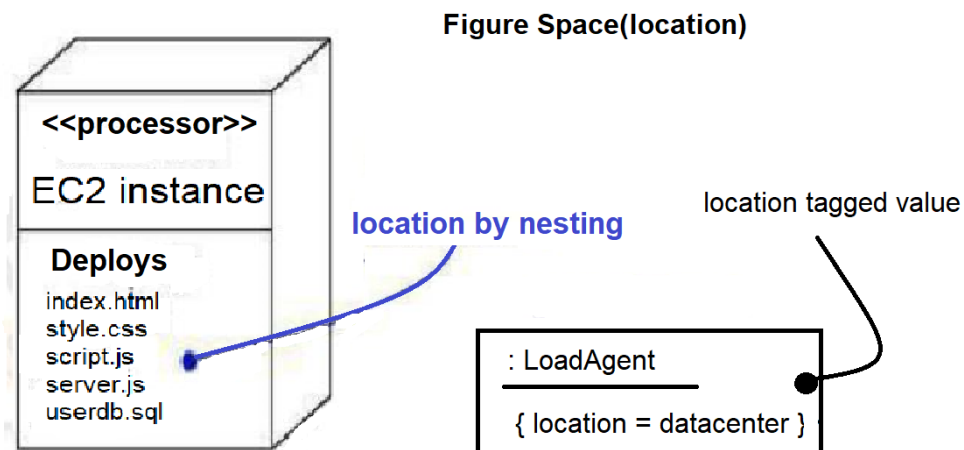 Figure Space(location)
<<processor>>
EC2 instance
Deploys
index.html
style.css
script.js
server.js
userdb.sql
location by nesting
location tagged value
: LoadAgent
{ location = datacenter }